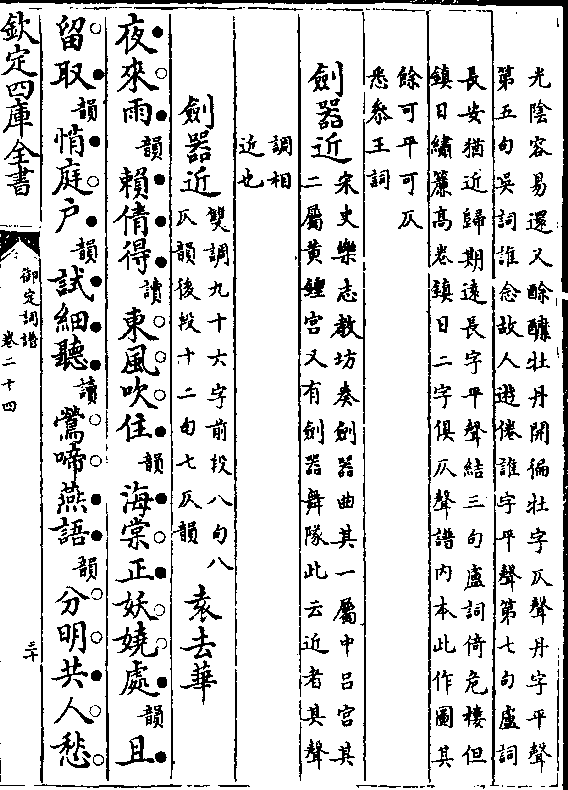 光陰容易還又酴醾牡丹開徧牡字仄聲丹字平聲
第五句吳詞誰念故人遊倦誰字平聲第七句盧詞
長安猶近歸期遠長字平聲結三句盧詞倚危樓但
鎮日繡簾高卷鎮日二字俱仄聲譜内本此作圖其
餘可平可仄
悉叅王詞
劍器近
宋史樂志教坊奏劍器曲其一屬中吕宫其
二屬黄鐘宫又有劍器舞隊此云近者其聲
調相
近也
劍器近
雙調九十六字前段八句八
仄韻後段十二句七仄韻
袁去華
夜來雨韻賴倩得讀東風吹住韻海棠正妖嬈處韻且
留取韻悄庭户韻試細聽讀鶯啼燕語韻分明共人愁
欽定四庫全書
御定詞譜
卷二十四
三十